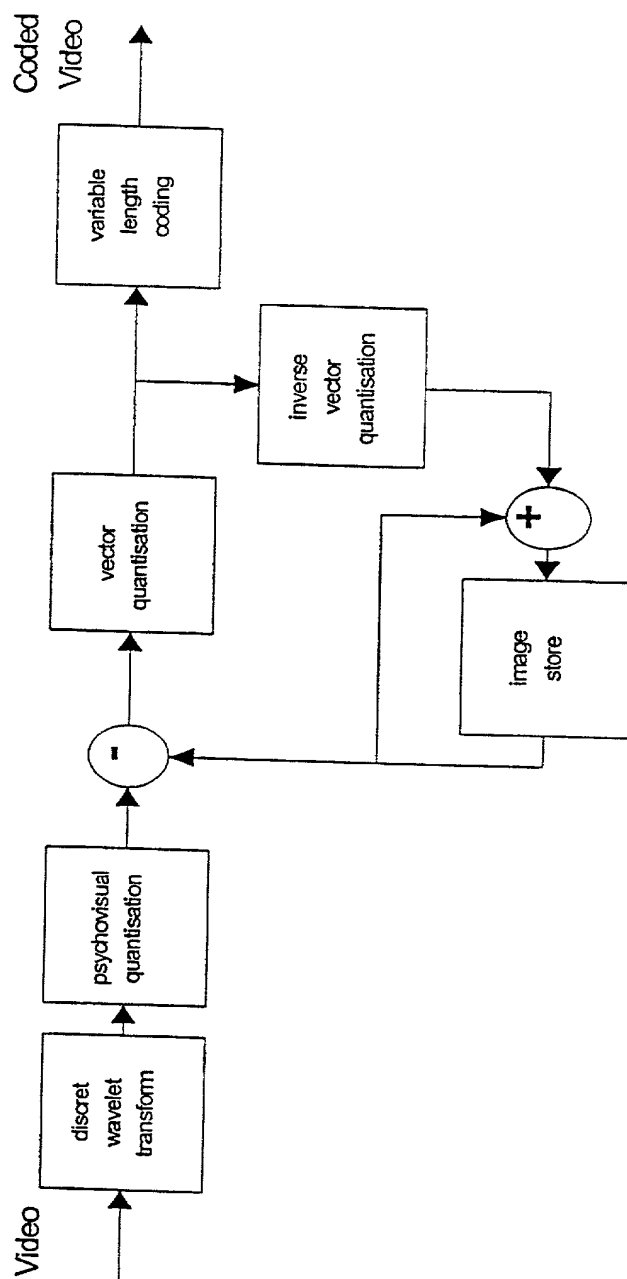 Video
discret
wavelet
transform
psychovisual
quantisation
-
vector
quantisation
variable
length
coding
Coded
Video
inverse
vector
quantisation
+
image
store